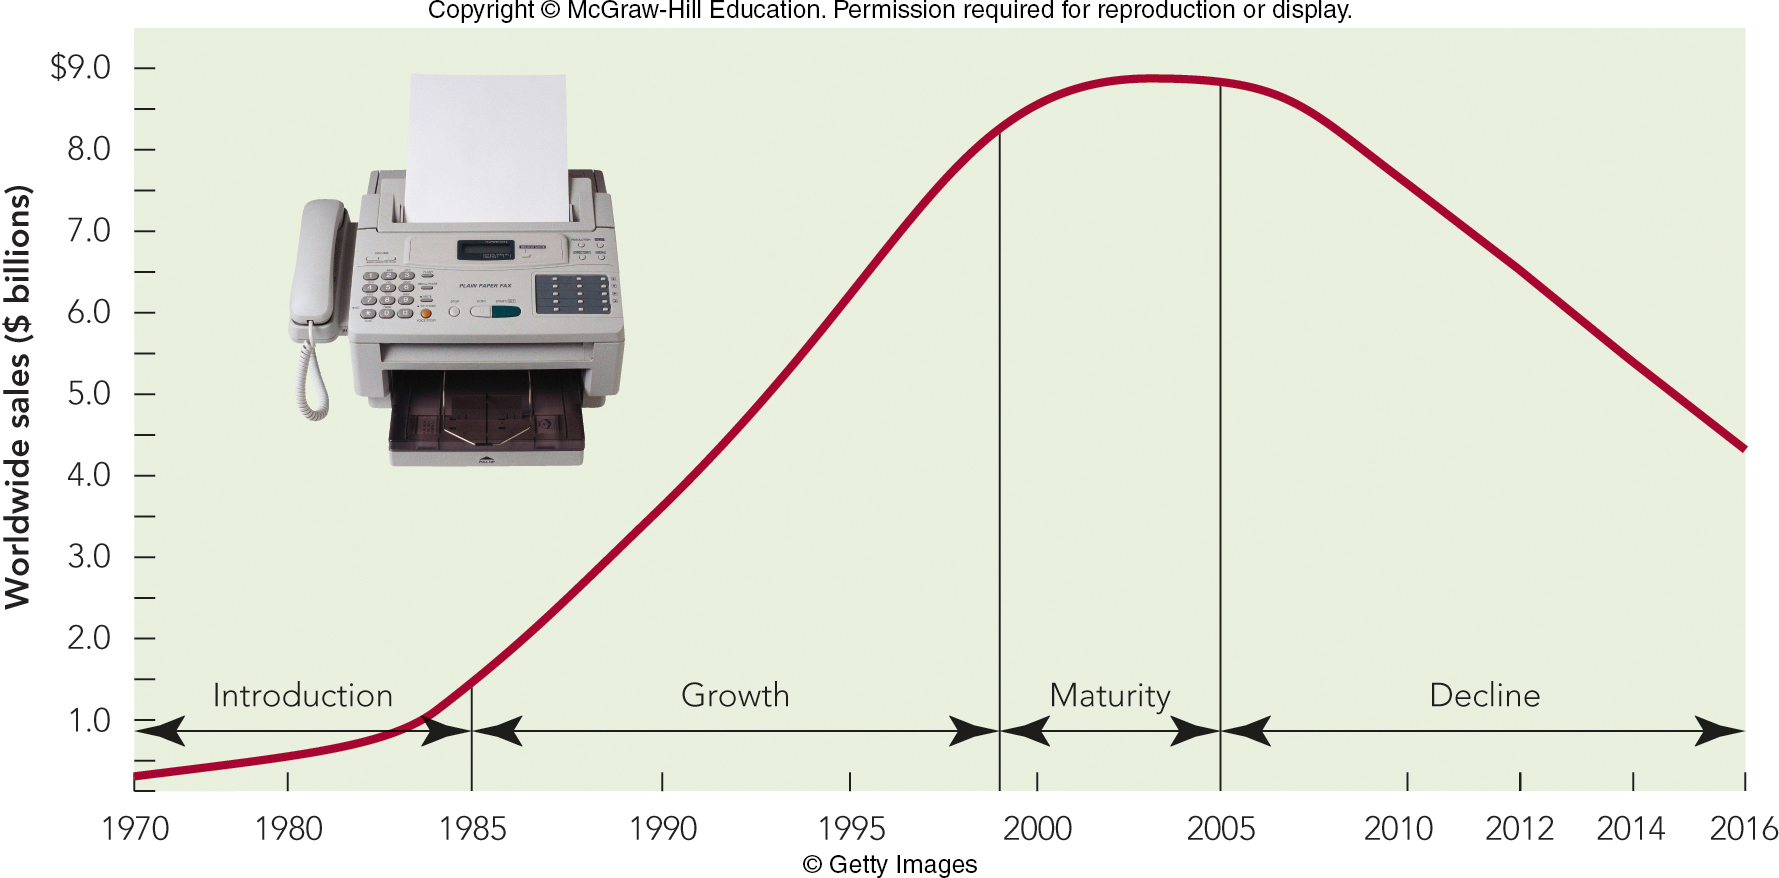 Copyright © McGraw-Hill Education. Permission required for reproduction or display.
Worldwide sales ($ billions)
$9.0
8.0
7.0
6.0
5.0
4.0
3.0
2.0
1.0
PLAIN PAPER FAX
Introduction
Growth
Maturity
Decline
1970 1980 1985 1990 1995 2000 2005 2010 2012 2014 2016
© Getty Images